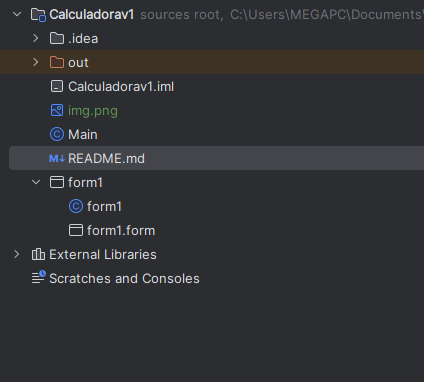 Calculadorav1 sources root, C:\Users\MEGAPC\Documents\
.idea
out
Calculadorav1.iml
img.png
Main
README.md
form1
form1
form1.form
External Libraries
Scratches and Consoles